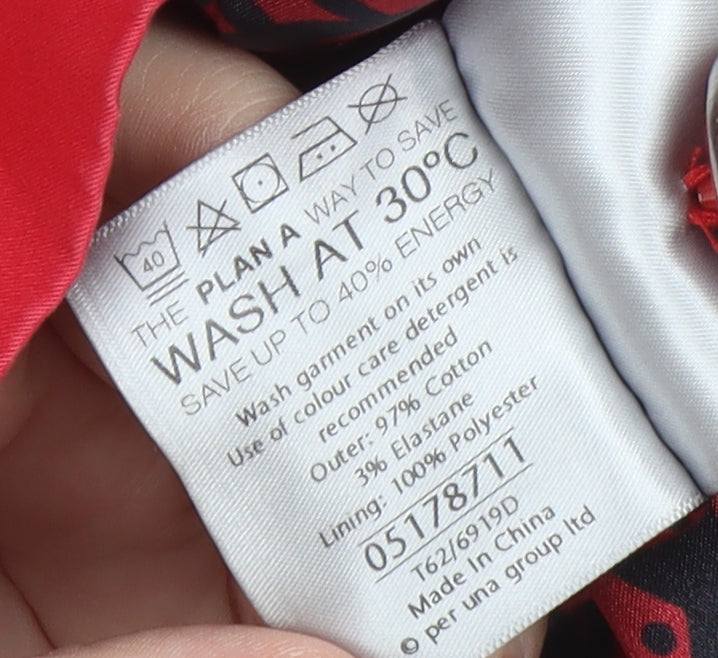 40
THE PLAN A WAY TO SAVE
WASH AT 30°C
SAVE UP TO 40% ENERGY
Wash garment on its own
Use of colour care detergent is
recommended
Outer: 97% Cotton
3% Elastane
Lining: 100% Polyester
05178711
T62/6919D
Made In China
© per una group ltd